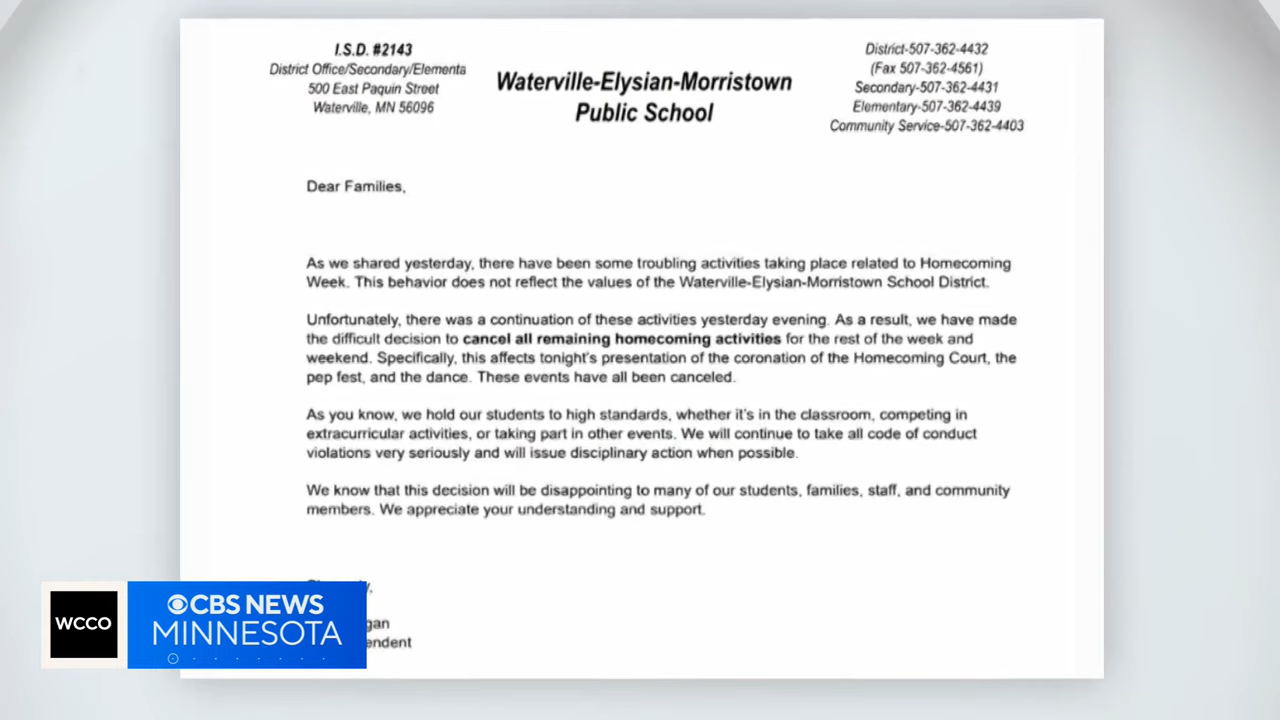 I.S.D. #2143
District Office/Secondary/Elementa
500 East Paquin Street
Waterville, MN 56096
Waterville-Elysian-Morristown
Public School
District-507-362-4432
(Fax 507-362-4561)
Secondary-507-362-4431
Elementary-507-362-4439
Community Service-507-362-4403
Dear Families,
As we shared yesterday, there have been some troubling activities taking place related to Homecoming
Week. This behavior does not reflect the values of the Waterville-Elysian-Morristown School District.
Unfortunately, there was a continuation of these activities yesterday evening. As a result, we have made
the difficult decision to cancel all remaining homecoming activities for the rest of the week and
weekend. Specifically, this affects tonight's presentation of the coronation of the Homecoming Court, the
pep fest, and the dance. These events have all been canceled.
As you know, we hold our students to high standards, whether it's in the classroom, competing in
extracurricular activities, or taking part in other events. We will continue to take all code of conduct
violations very seriously and will issue disciplinary action when possible.
We know that this decision will be disappointing to many of our students, families, staff, and community
members. We appreciate your understanding and support.
gan
endent
WCCO
CBS NEWS
MINNESOTA